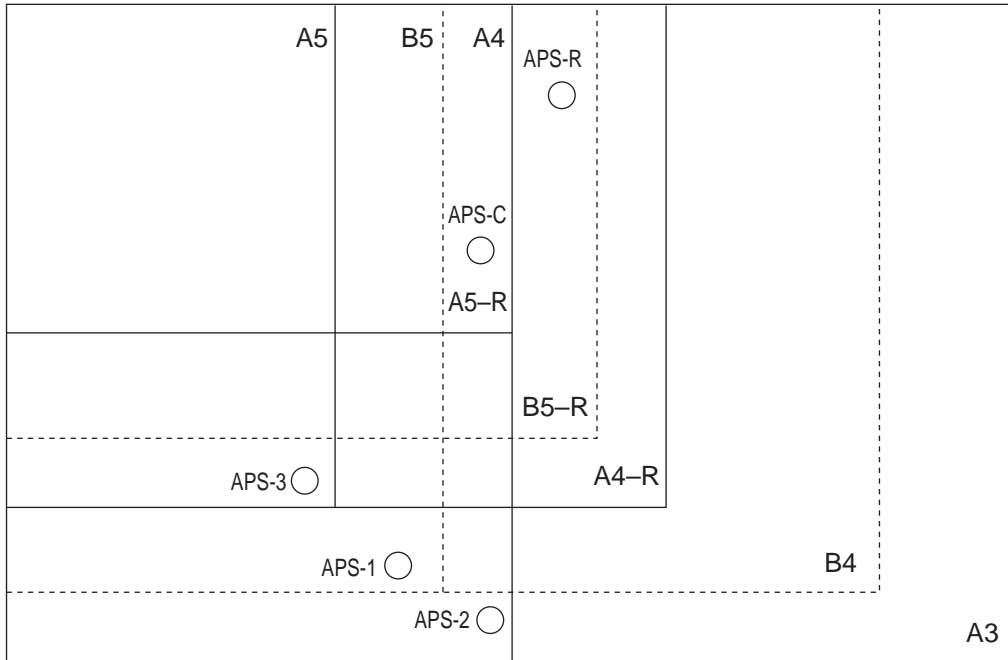 A5 B5 A4
APS-R
APS-C
A5–R
B5–R
A4–R
APS-3
B4
APS-1
APS-2
A3